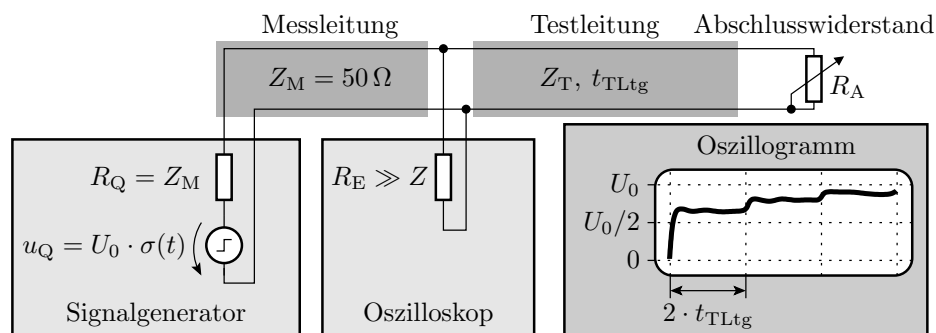 Messleitung
Testleitung
Abschlusswiderstand
Z_M = 50 Ω
Z_T, t_TLtg
R_A
R_Q = Z_M
u_Q = U_0 · σ(t)
Signalgenerator
R_E ≫ Z
Oszilloskop
Oszillogramm
U_0
U_0/2
0
2 · t_TLtg